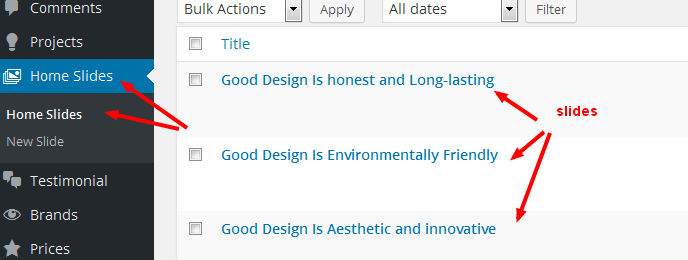 Comments
Bulk Actions Apply All dates Filter
Projects
Title
Home Slides
Good Design Is honest and Long-lasting
Home Slides
slides
New Slide
Good Design Is Environmentally Friendly
Testimonial
Brands
Good Design Is Aesthetic and innovative
Prices